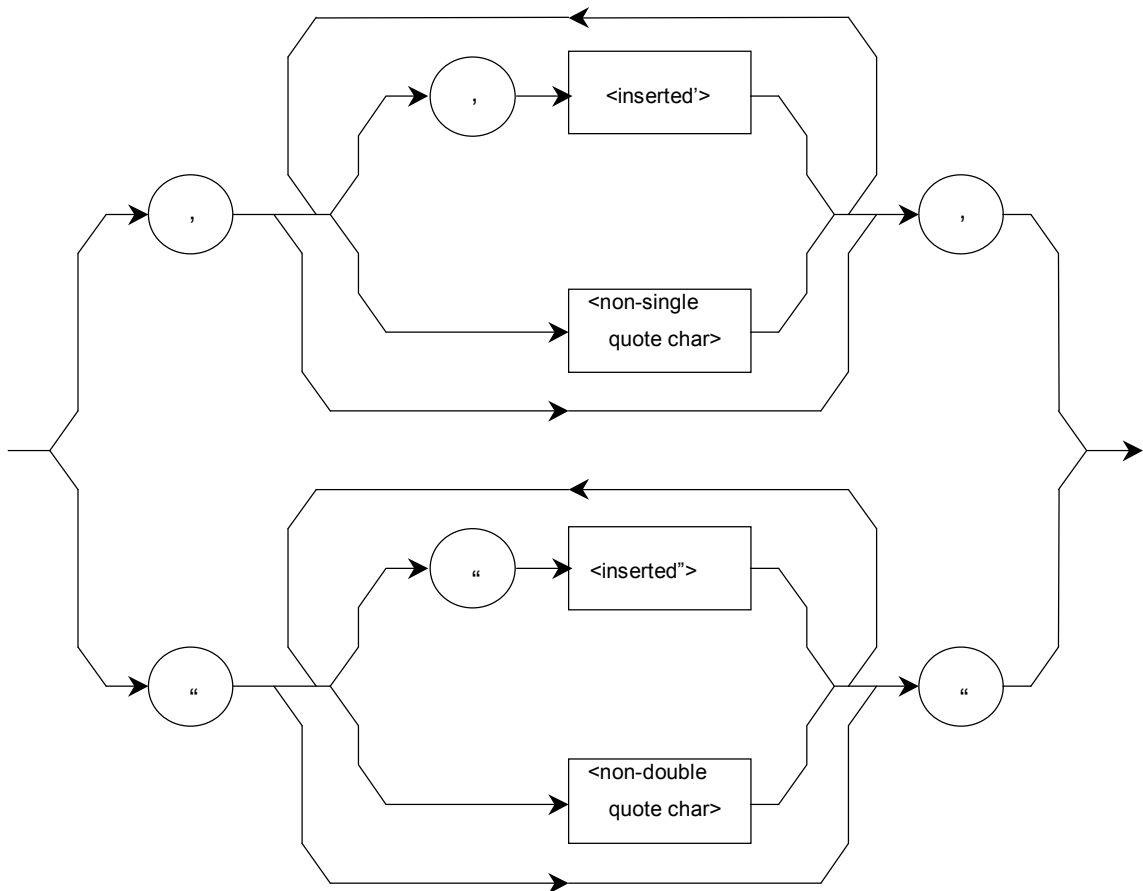 ’
<inserted’>
’
’
<non-single
quote char>
“
<inserted”>
“
“
<non-double
quote char>